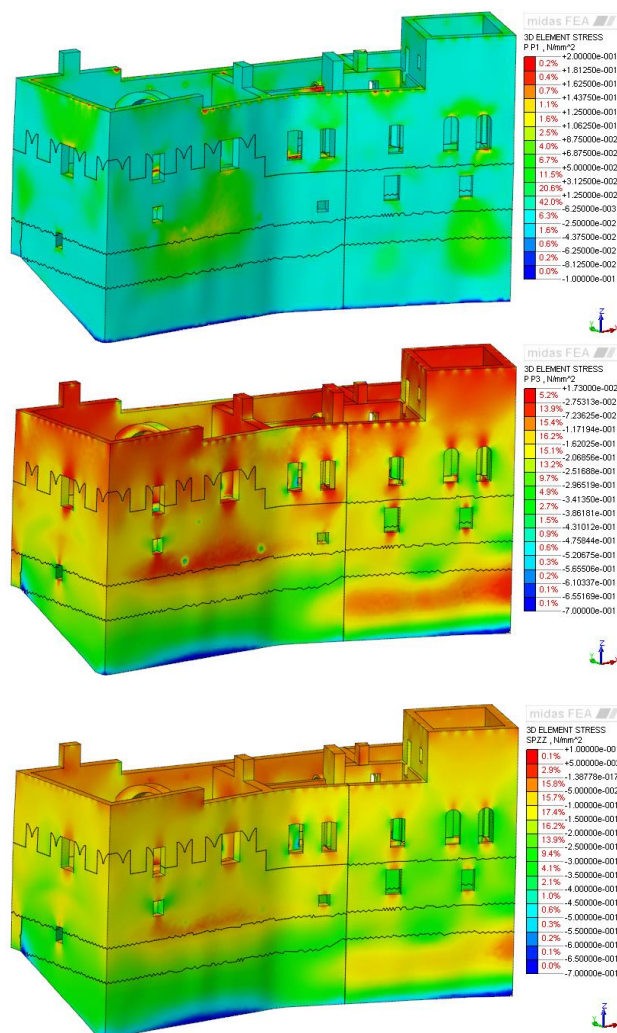 midas FEA
3D ELEMENT STRESS
P P1 , N/mm^2
+2.00000e-001
0.2%
+1.81250e-001
0.4%
+1.62500e-001
0.7%
+1.43750e-001
1.1%
+1.25000e-001
1.6%
+1.06250e-001
2.5%
+8.75000e-002
4.0%
+6.87500e-002
6.7%
+5.00000e-002
11.5%
+3.12500e-002
20.6%
+1.25000e-002
42.0%
-6.25000e-003
6.3%
-2.50000e-002
1.6%
-4.37500e-002
0.6%
-6.25000e-002
0.2%
-8.12500e-002
0.0%
-1.00000e-001
Z
Y
X
midas FEA
3D ELEMENT STRESS
P P3 , N/mm^2
+1.73000e-002
5.2%
-2.75313e-002
13.9%
-7.23625e-002
15.4%
-1.17194e-001
16.2%
-1.62025e-001
15.1%
-2.06856e-001
13.2%
-2.51688e-001
9.7%
-2.96519e-001
4.9%
-3.41350e-001
2.7%
-3.86181e-001
1.5%
-4.31012e-001
0.9%
-4.75844e-001
0.6%
-5.20675e-001
0.3%
-5.65506e-001
0.2%
-6.10337e-001
0.1%
-6.55169e-001
0.1%
-7.00000e-001
Z
Y
X
midas FEA
3D ELEMENT STRESS
SPZZ , N/mm^2
+1.00000e-001
0.1%
+5.00000e-002
2.9%
-1.38778e-017
15.8%
-5.00000e-002
15.7%
-1.00000e-001
17.4%
-1.50000e-001
16.2%
-2.00000e-001
13.9%
-2.50000e-001
9.4%
-3.00000e-001
4.1%
-3.50000e-001
2.1%
-4.00000e-001
1.0%
-4.50000e-001
0.6%
-5.00000e-001
0.3%
-5.50000e-001
0.2%
-6.00000e-001
0.1%
-6.50000e-001
0.0%
-7.00000e-001
Z
Y
X